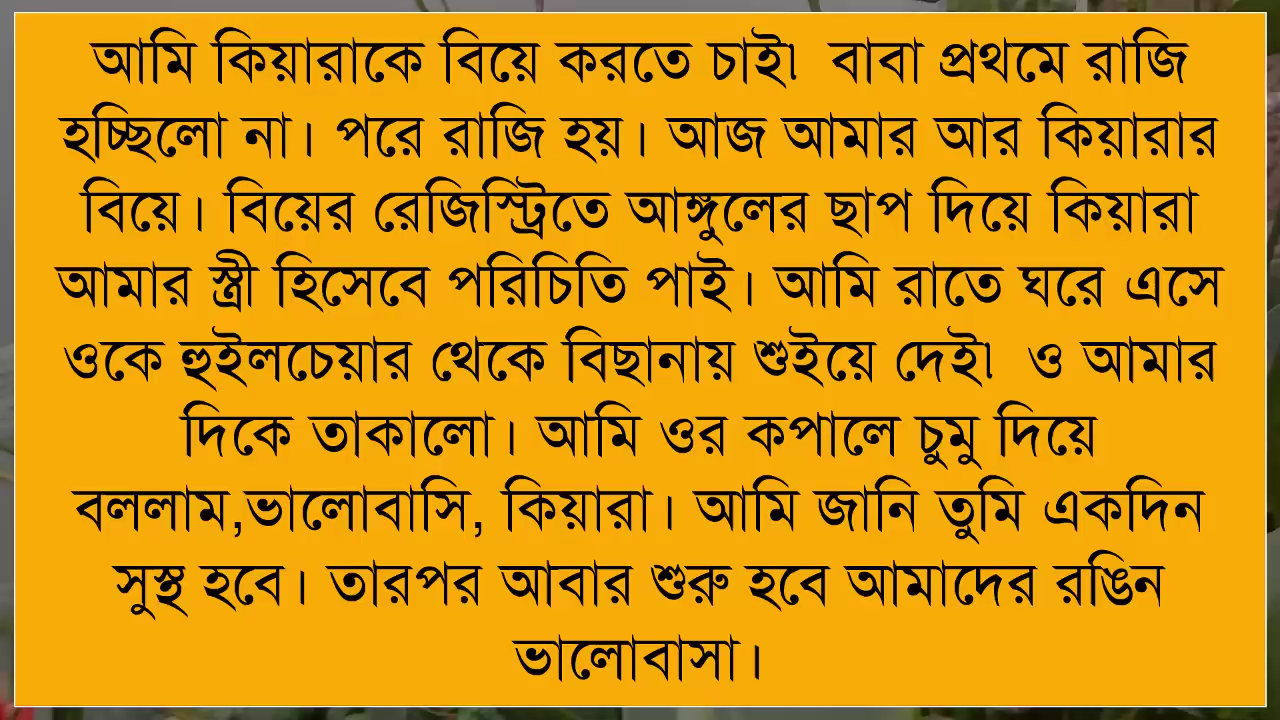 আমি কিয়ারাকে বিয়ে করতে চাই৷ বাবা প্রথমে রাজি
হচ্ছিলো না। পরে রাজি হয়। আজ আমার আর কিয়ারার
বিয়ে। বিয়ের রেজিস্ট্রিতে আঙ্গুলের ছাপ দিয়ে কিয়ারা
আমার স্ত্রী হিসেবে পরিচিতি পাই। আমি রাতে ঘরে এসে
ওকে হুইলচেয়ার থেকে বিছানায় শুইয়ে দেই৷ ও আমার
দিকে তাকালো। আমি ওর কপালে চুমু দিয়ে
বললাম,ভালোবাসি, কিয়ারা। আমি জানি তুমি একদিন
সুস্থ হবে। তারপর আবার শুরু হবে আমাদের রঙিন
ভালোবাসা।